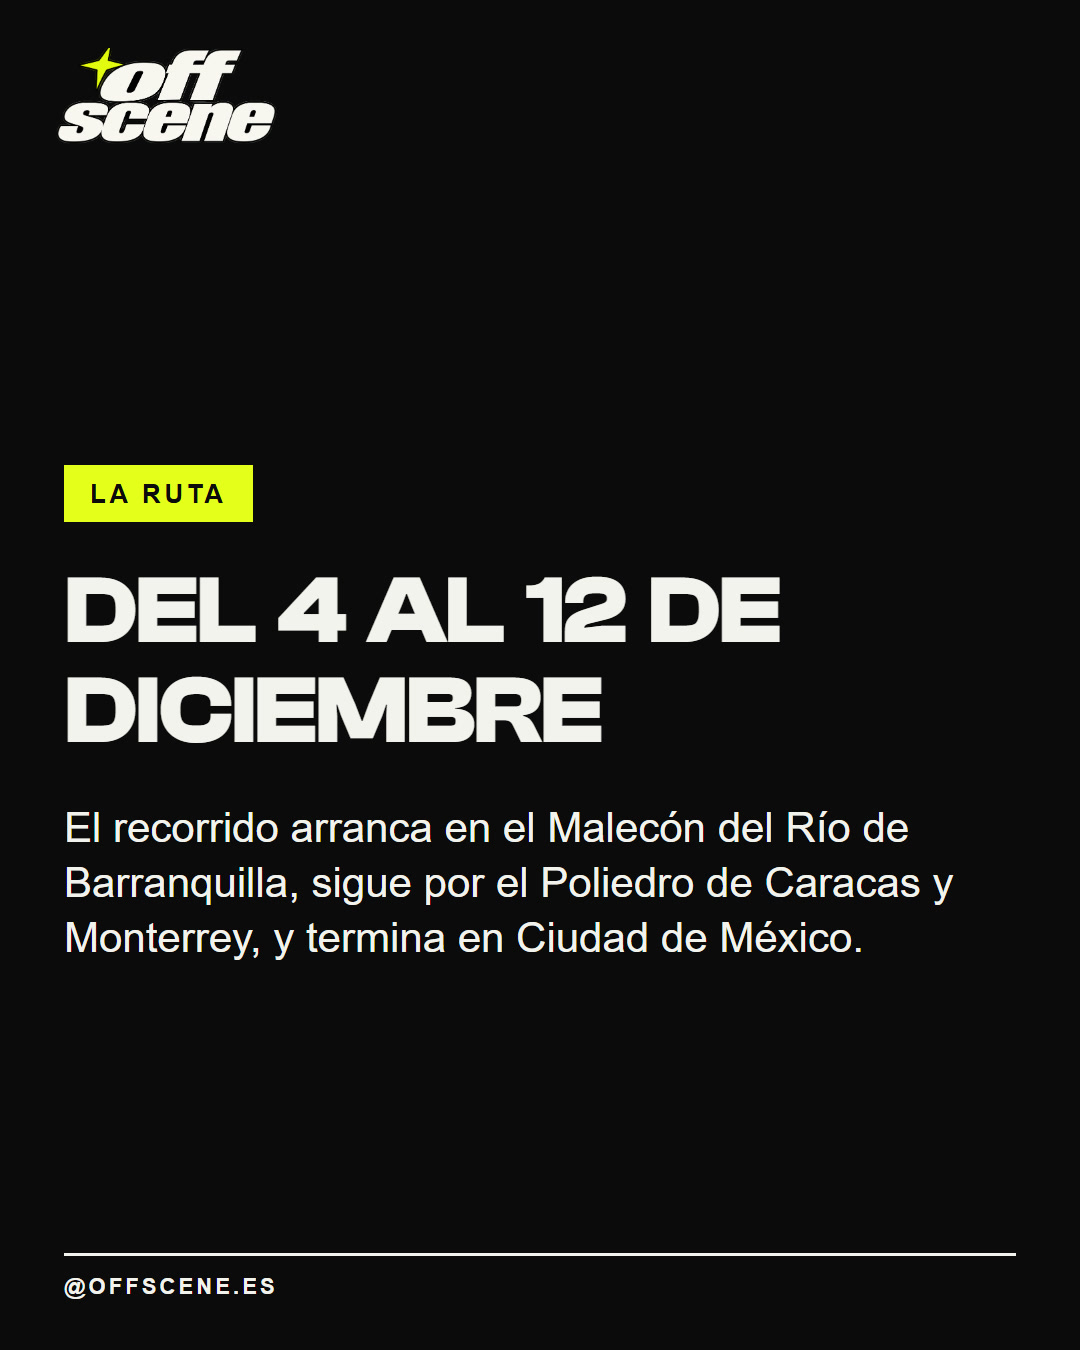 off
scene
LA RUTA
DEL 4 AL 12 DE
DICIEMBRE
El recorrido arranca en el Malecón del Río de
Barranquilla, sigue por el Poliedro de Caracas y
Monterrey, y termina en Ciudad de México.
@OFFSCENE.ES